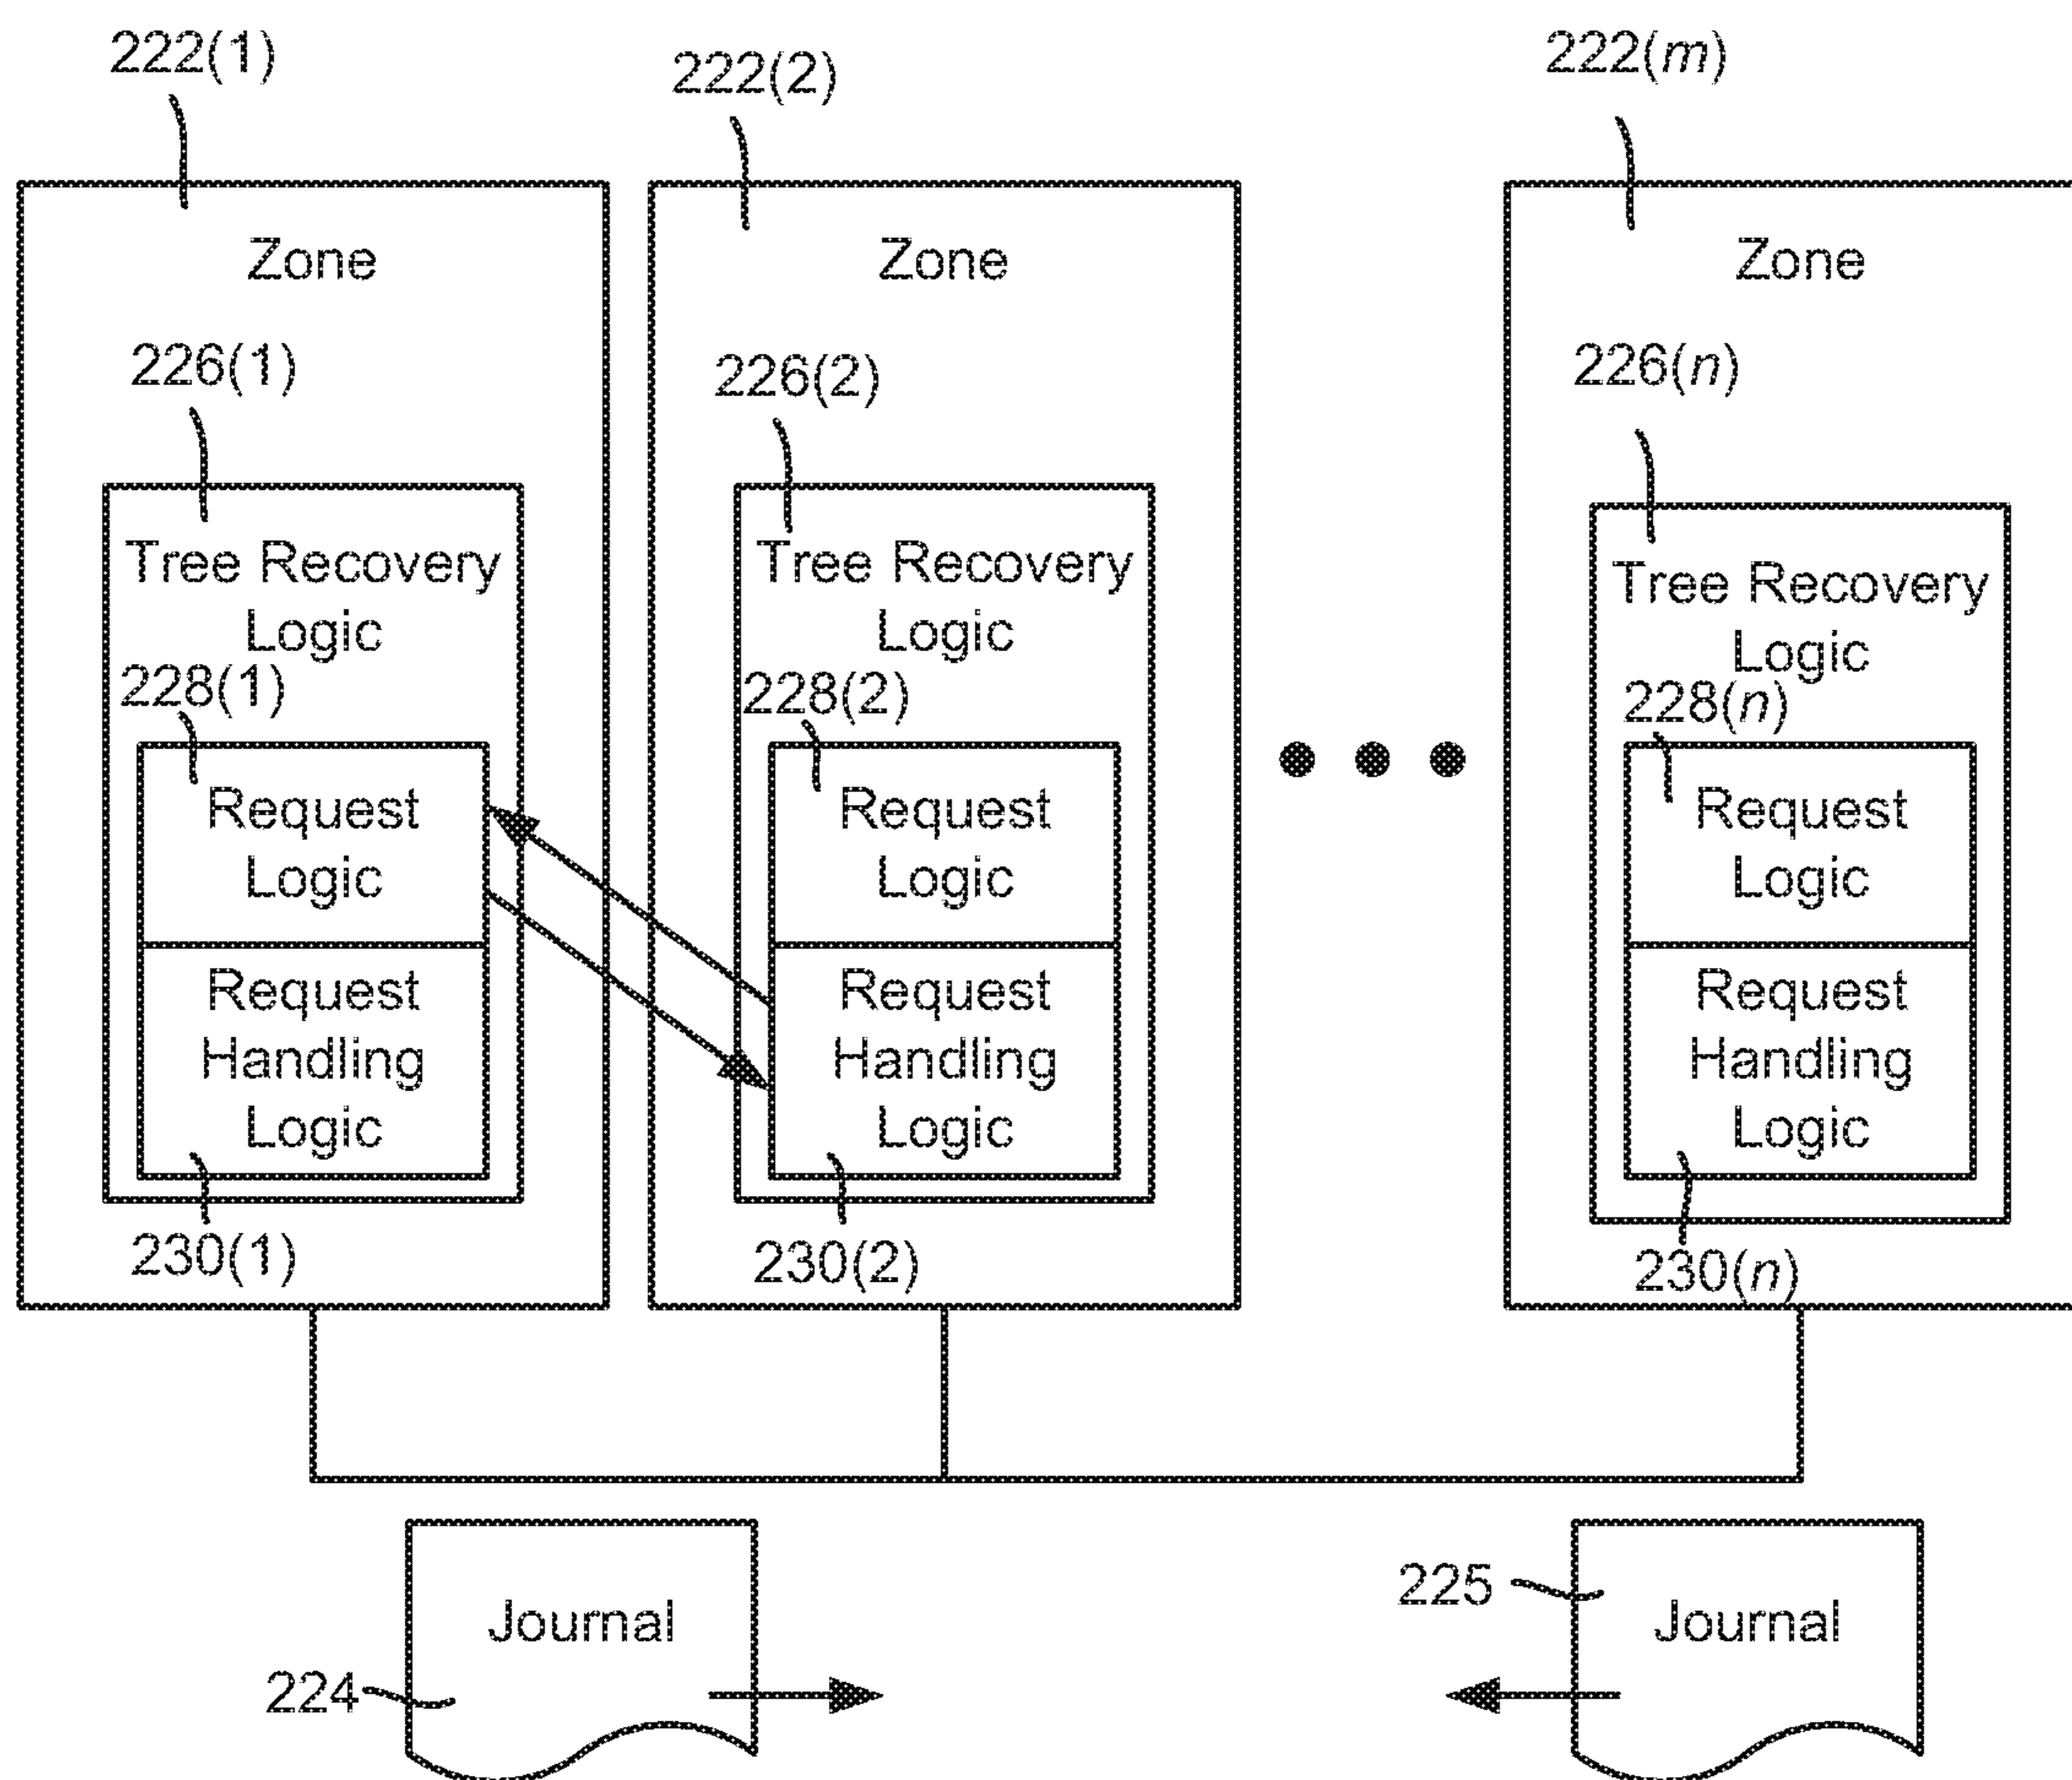 222(1)
222(2)
222(m)
Zone
Zone
Zone
226(1)
226(2)
226(n)
Tree Recovery
Logic
Tree Recovery
Logic
Tree Recovery
Logic
228(1)
228(2)
228(n)
Request
Logic
Request
Logic
Request
Logic
Request
Handling
Logic
Request
Handling
Logic
Request
Handling
Logic
230(1)
230(2)
230(n)
Journal
224
225
Journal